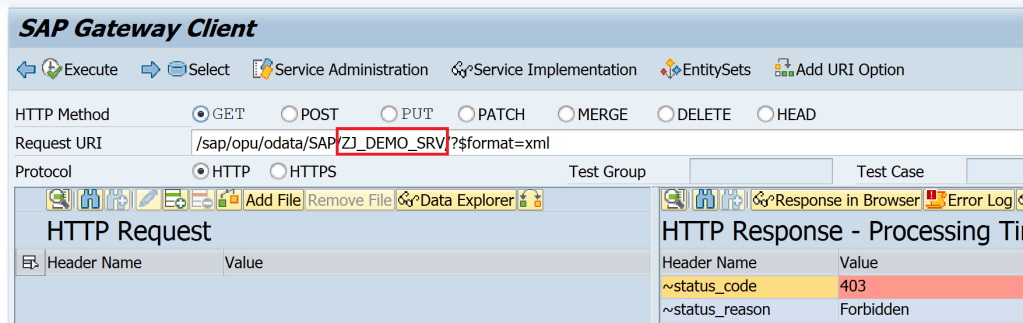 SAP Gateway Client
Execute Select Service Administration Service Implementation EntitySets Add URI Option
HTTP Method GET POST PUT PATCH MERGE DELETE HEAD
Request URI /sap/opu/odata/SAP/ZJ_DEMO_SRV/?$format=xml
Protocol HTTP HTTPS Test Group Test Case
Add File Remove File Data Explorer Response in Browser Error Log
HTTP Request HTTP Response - Processing
Header Name Value Header Name Value
~status_code 403
~status_reason Forbidden